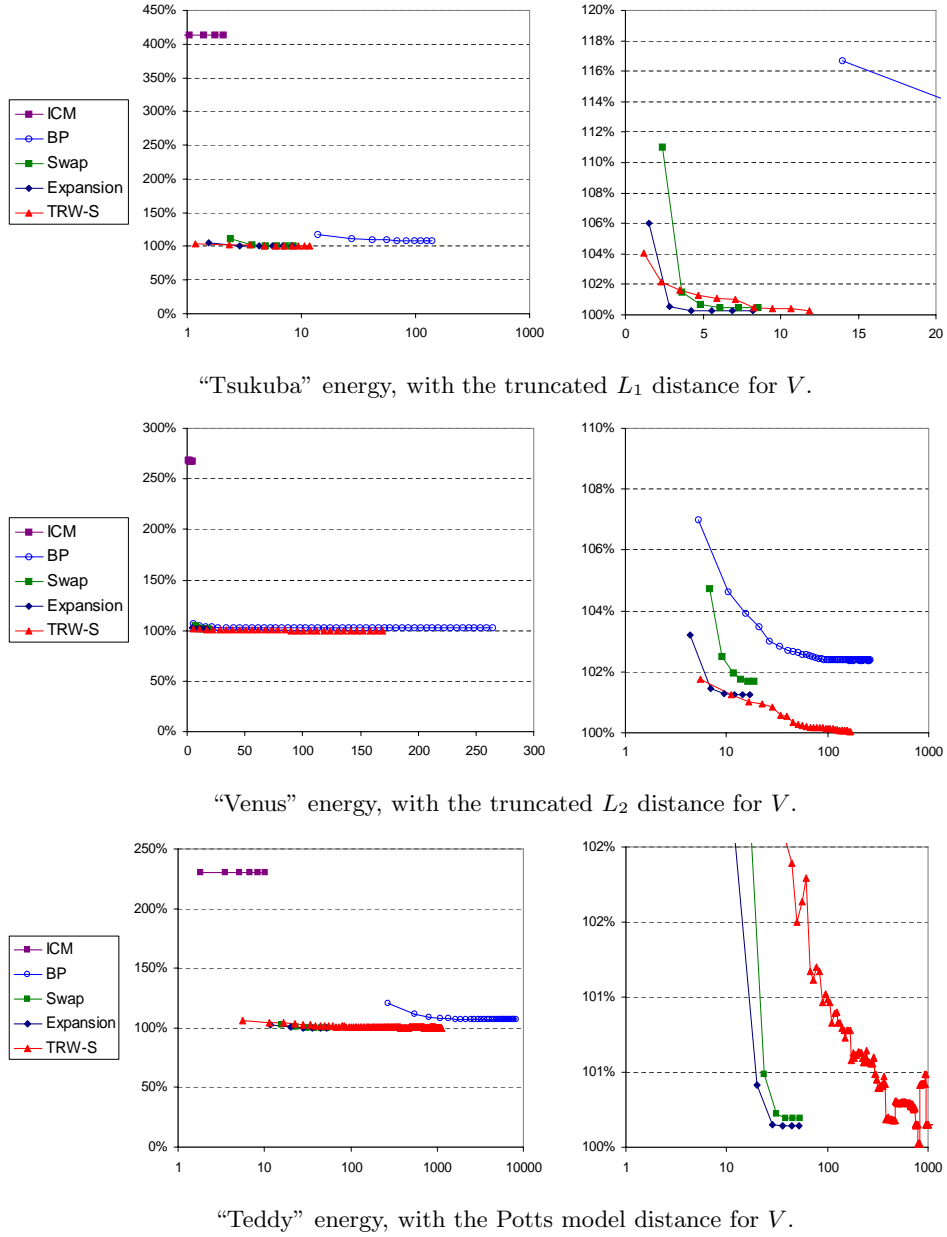 450%
400%
350%
300%
250%
200%
150%
100%
50%
0%
1 10 100 1000
ICM
BP
Swap
Expansion
TRW-S
120%
118%
116%
114%
112%
110%
108%
106%
104%
102%
100%
0 5 10 15 20
“Tsukuba” energy, with the truncated L1 distance for V.
300%
250%
200%
150%
100%
50%
0%
0 50 100 150 200 250 300
ICM
BP
Swap
Expansion
TRW-S
110%
108%
106%
104%
102%
100%
1 10 100 1000
“Venus” energy, with the truncated L2 distance for V.
250%
200%
150%
100%
50%
0%
1 10 100 1000 10000
ICM
BP
Swap
Expansion
TRW-S
102%
102%
101%
101%
100%
1 10 100 1000
“Teddy” energy, with the Potts model distance for V.